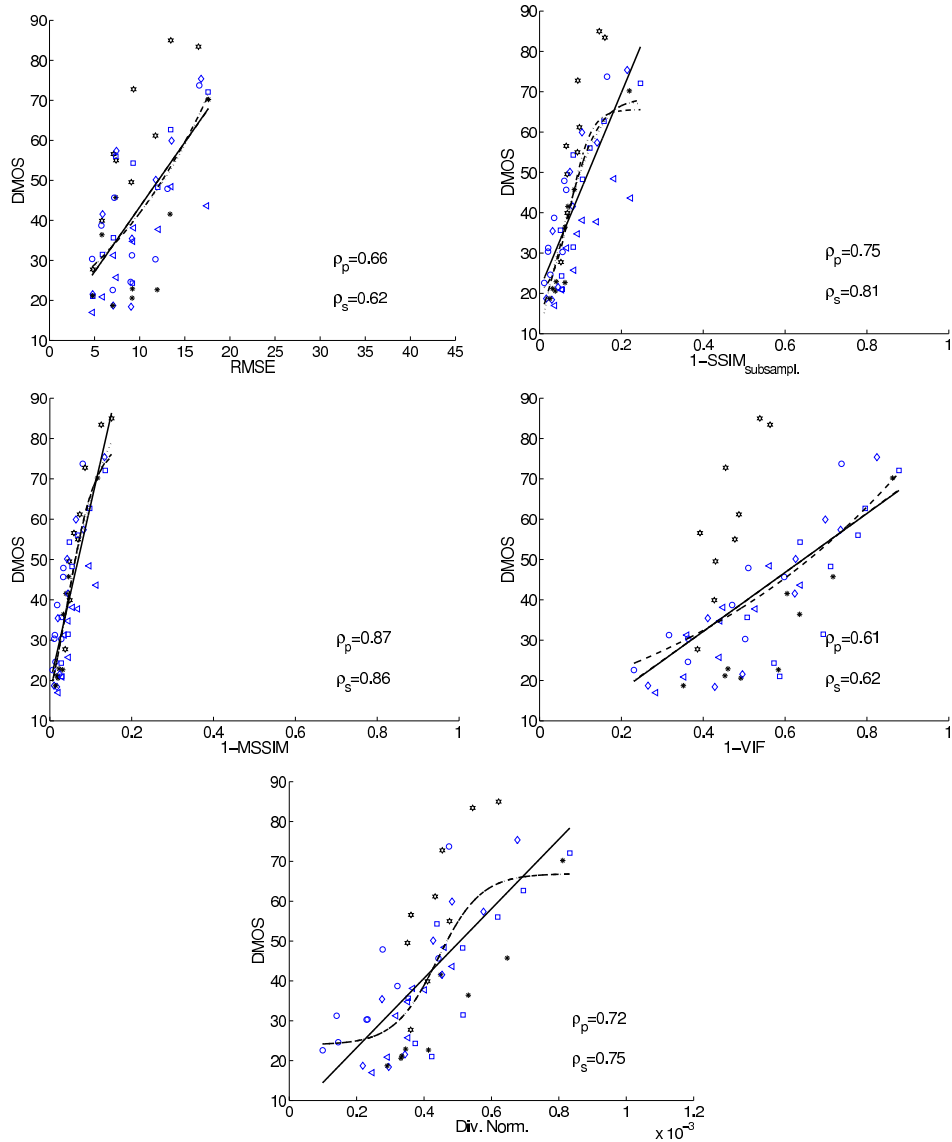 90
80
70
60
50
40
30
20
10
DMOS
ρp=0.66
ρs=0.62
0 5 10 15 20 25 30 35 40 45
RMSE
90
80
70
60
50
40
30
20
10
DMOS
ρp=0.75
ρs=0.81
0 0.2 0.4 0.6 0.8 1
1−SSIMsubsampl.
90
80
70
60
50
40
30
20
10
DMOS
ρp=0.87
ρs=0.86
0 0.2 0.4 0.6 0.8 1
1−MSSIM
90
80
70
60
50
40
30
20
10
DMOS
ρp=0.61
ρs=0.62
0 0.2 0.4 0.6 0.8 1
1−VIF
90
80
70
60
50
40
30
20
10
DMOS
ρp=0.72
ρs=0.75
0 0.2 0.4 0.6 0.8 1 1.2
Div. Norm.
x 10−3